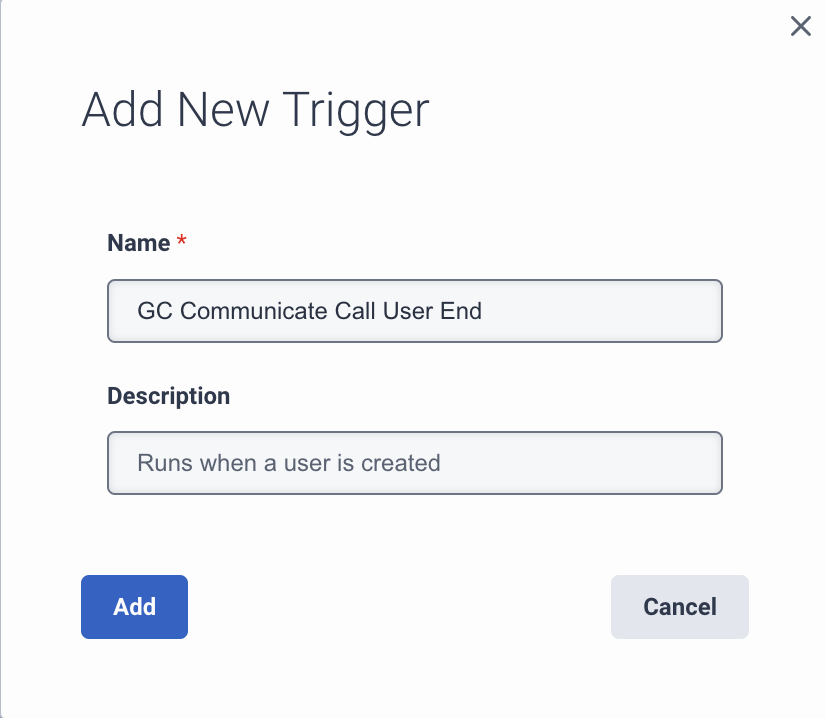 Add New Trigger
Name *
GC Communicate Call User End
Description
Runs when a user is created
Add
Cancel